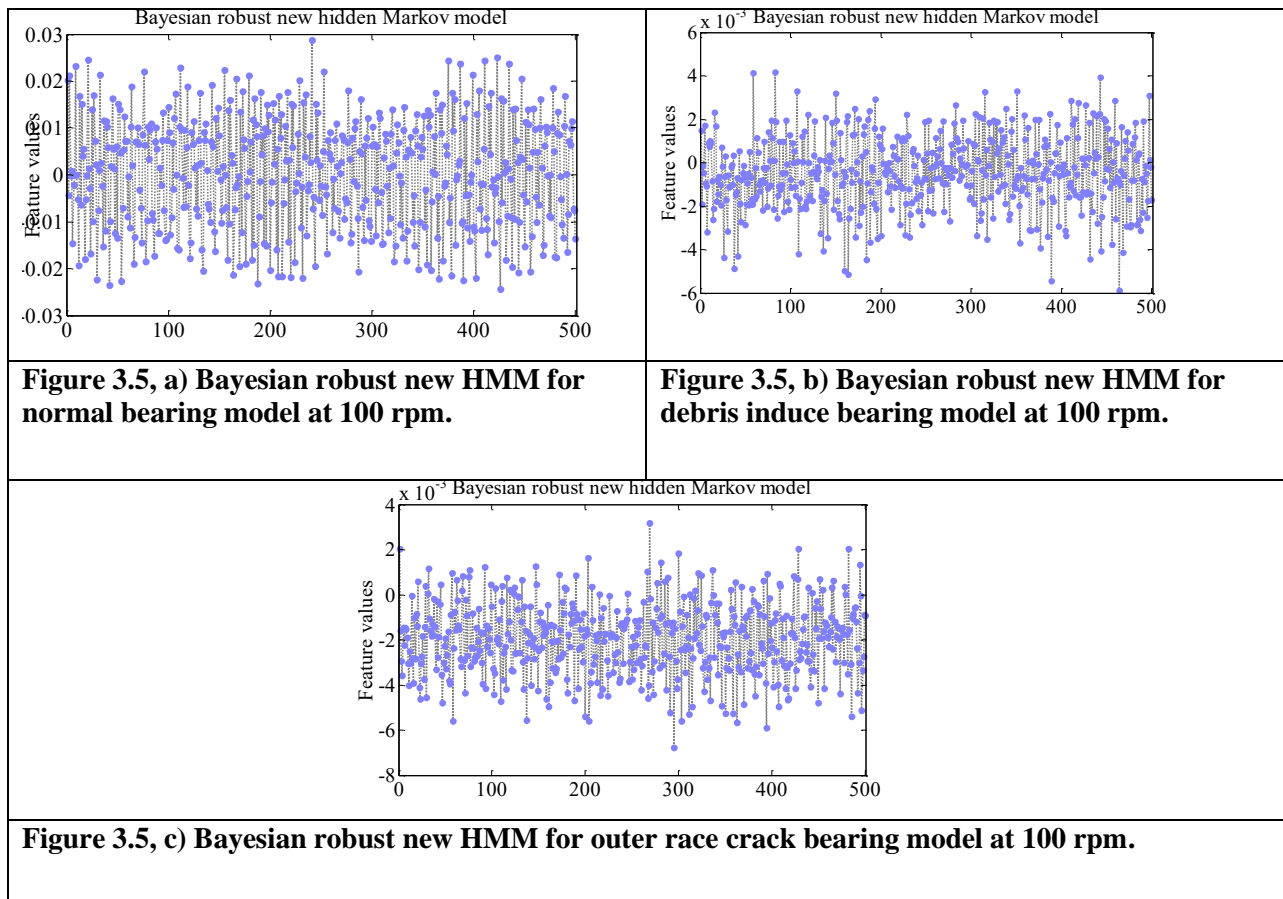 Bayesian robust new hidden Markov model
0.03
0.02
0.01
0
-0.01
-0.02
-0.03
Feature values
0 100 200 300 400 500
Figure 3.5, a) Bayesian robust new HMM for
normal bearing model at 100 rpm.
x 10-3 Bayesian robust new hidden Markov model
6
4
2
0
-2
-4
-6
Feature values
0 100 200 300 400 500
Figure 3.5, b) Bayesian robust new HMM for
debris induce bearing model at 100 rpm.
x 10-3 Bayesian robust new hidden Markov model
4
2
0
-2
-4
-6
-8
Feature values
0 100 200 300 400 500
Figure 3.5, c) Bayesian robust new HMM for outer race crack bearing model at 100 rpm.